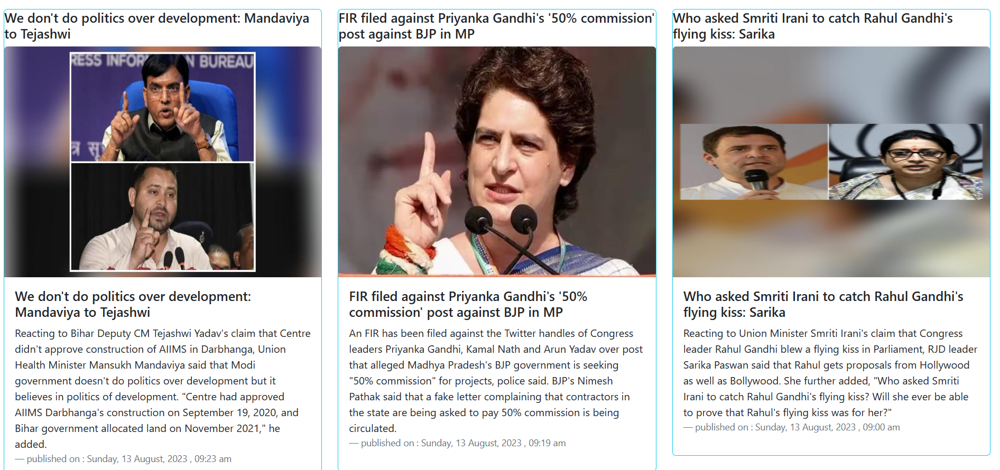 We don't do politics over development: Mandaviya
to Tejashwi
RESS INFOR N BUREAU
त्र सू
We don't do politics over development:
Mandaviya to Tejashwi
Reacting to Bihar Deputy CM Tejashwi Yadav's claim that Centre
didn't approve construction of AIIMS in Darbhanga, Union
Health Minister Mansukh Mandaviya said that Modi
government doesn't do politics over development but it
believes in politics of development. "Centre had approved
AIIMS Darbhanga's construction on September 19, 2020, and
Bihar government allocated land on November 2021," he
added.
— published on : Sunday, 13 August, 2023 , 09:23 am
FIR filed against Priyanka Gandhi's '50% commission'
post against BJP in MP
FIR filed against Priyanka Gandhi's '50%
commission' post against BJP in MP
An FIR has been filed against the Twitter handles of Congress
leaders Priyanka Gandhi, Kamal Nath and Arun Yadav over post
that alleged Madhya Pradesh's BJP government is seeking
"50% commission" for projects, police said. BJP's Nimesh
Pathak said that a fake letter complaining that contractors in
the state are being asked to pay 50% commission is being
circulated.
— published on : Sunday, 13 August, 2023 , 09:19 am
Who asked Smriti Irani to catch Rahul Gandhi's
flying kiss: Sarika
Who asked Smriti Irani to catch Rahul Gandhi's
flying kiss: Sarika
Reacting to Union Minister Smriti Irani's claim that Congress
leader Rahul Gandhi blew a flying kiss in Parliament, RJD leader
Sarika Paswan said that Rahul gets proposals from Hollywood
as well as Bollywood. She further added, "Who asked Smriti
Irani to catch Rahul Gandhi's flying kiss? Will she ever be able
to prove that Rahul's flying kiss was for her?"
— published on : Sunday, 13 August, 2023 , 09:00 am